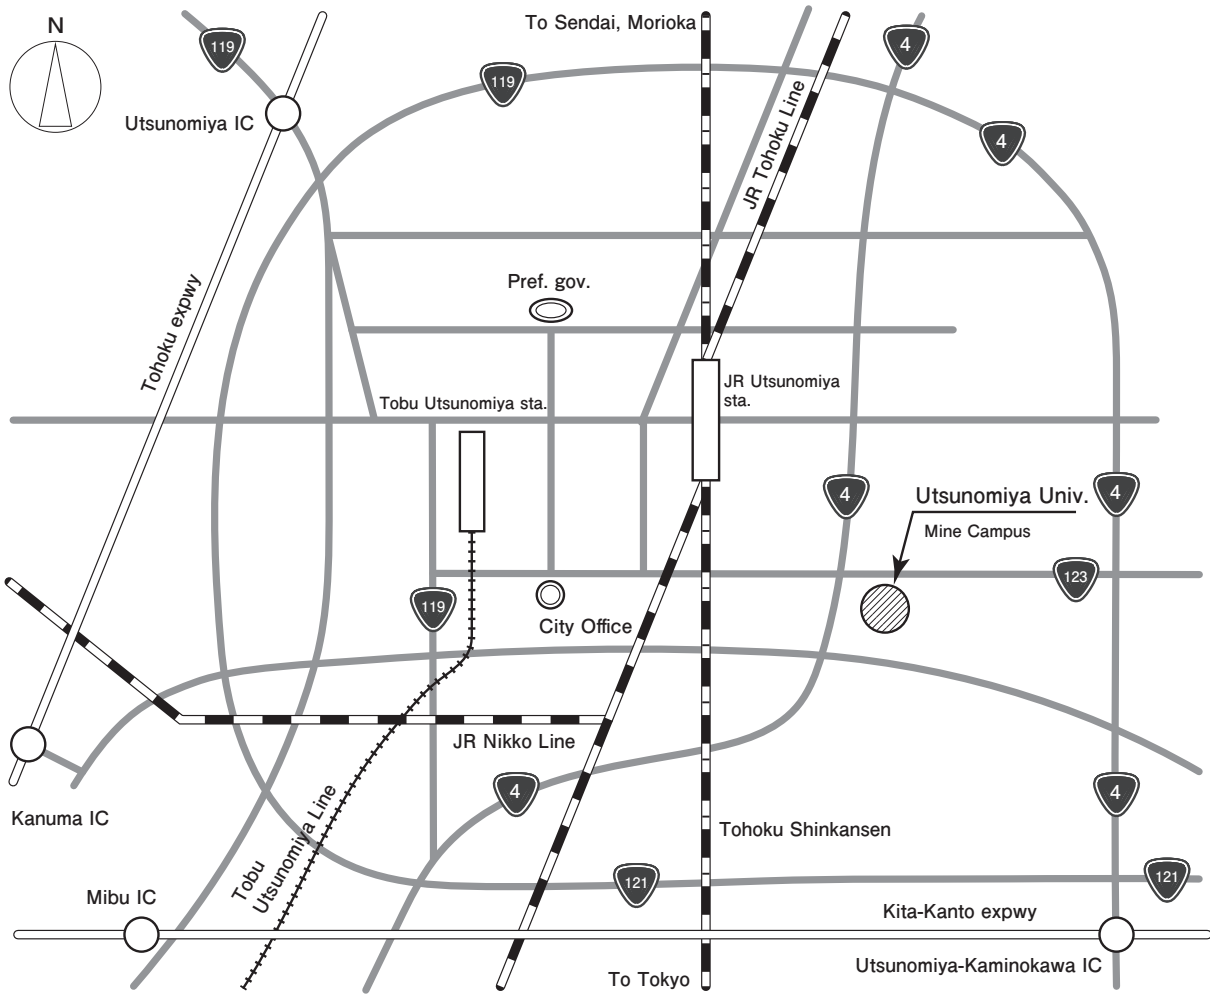 N
To Sendai, Morioka
119
4
119
Utsunomiya IC
4
JR Tohoku Line
Pref. gov.
Tohoku expwy
JR Utsunomiya
sta.
Tobu Utsunomiya sta.
4
Utsunomiya Univ.
4
Mine Campus
123
119
City Office
JR Nikko Line
4
4
Kanuma IC
Tobu
Utsunomiya Line
Tohoku Shinkansen
121
121
Mibu IC
Kita-Kanto expwy
Utsunomiya-Kaminokawa IC
To Tokyo